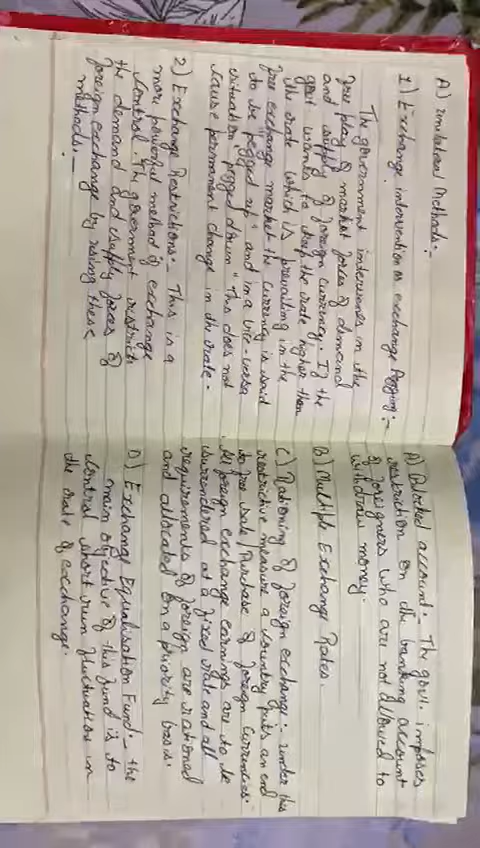 A) Unilateral Methods:-
1) Exchange intervention or exchange Pegging:-
The government intervenes in the
free play of market forces of demand
and supply of foreign currency. If the
govt wants to keep the rate higher than
the rate which is prevailing in the
free exchange market the currency is said
to be "pegged up" and in a vice-versa
situation "pegged down" This does not
cause permanent change in the rate.
2) Exchange Restrictions:- This is a
more powerful method of exchange
control. The government restricts
the demand and supply forces of
foreign exchange by using these
methods:-
A) Blocked account:- The govt. imposes
restriction on the banking account
of foreigners who are not allowed to
withdraw money.
B) Multiple Exchange Rates.
C) Rationing of foreign exchange:- under this
restrictive measure a country puts an end
to free sale Purchase of foreign currencies.
All foreign exchange earnings are to be
surrendered at a fixed rate and all
requirements of foreign are rationed
and allocated on a priority basis.
D) Exchange Equalisation Fund:- the
main objective of this fund is to
control short run fluctuation in
the rate of exchange.